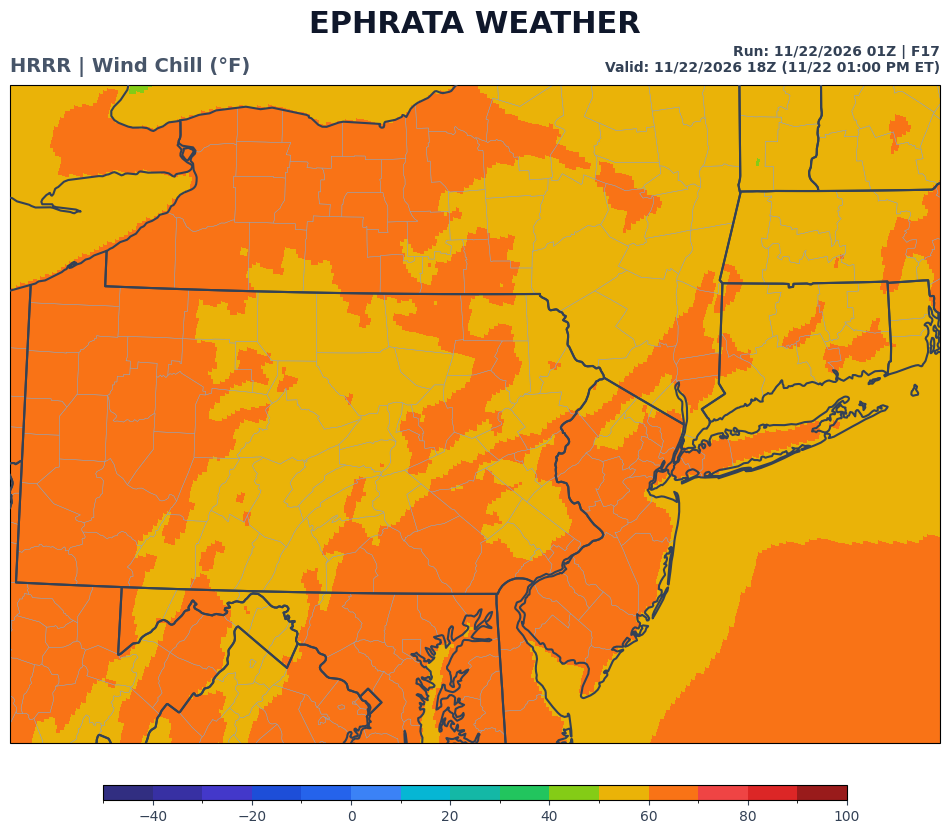 EPHRATA WEATHER
HRRR | Wind Chill (°F)
Run: 11/22/2026 01Z | F17
Valid: 11/22/2026 18Z (11/22 01:00 PM ET)
−40 −20 0 20 40 60 80 100